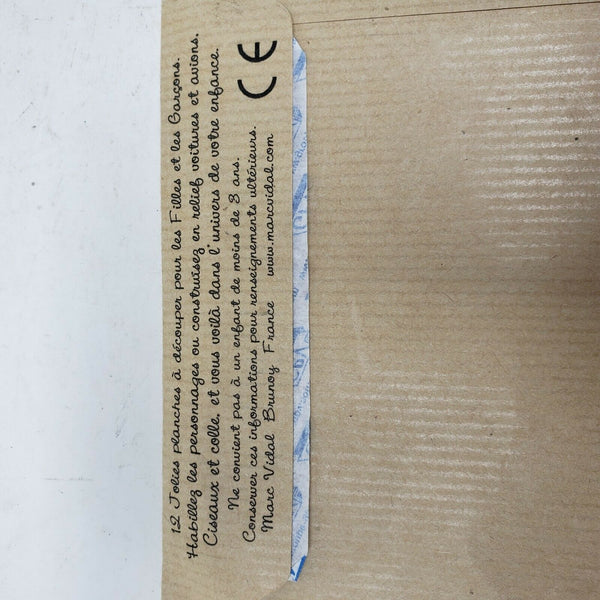 12 Jolies planches à découper pour les Filles et les Garçons.
Habillez les personnages ou construisez en relief voitures et avions,
Ciseaux et colle, et vous voilà dans l'univers de votre enfance.
Ne convient pas à un enfant de moins de 3 ans.
Conserver ces informations pour renseignements ultérieurs.
Marc Vidal Brunoy France www.marcvidal.com
CE